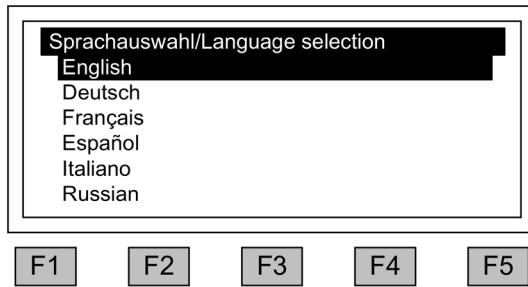 Sprachauswahl/Language selection
English
Deutsch
Français
Español
Italiano
Russian
F1 F2 F3 F4 F5